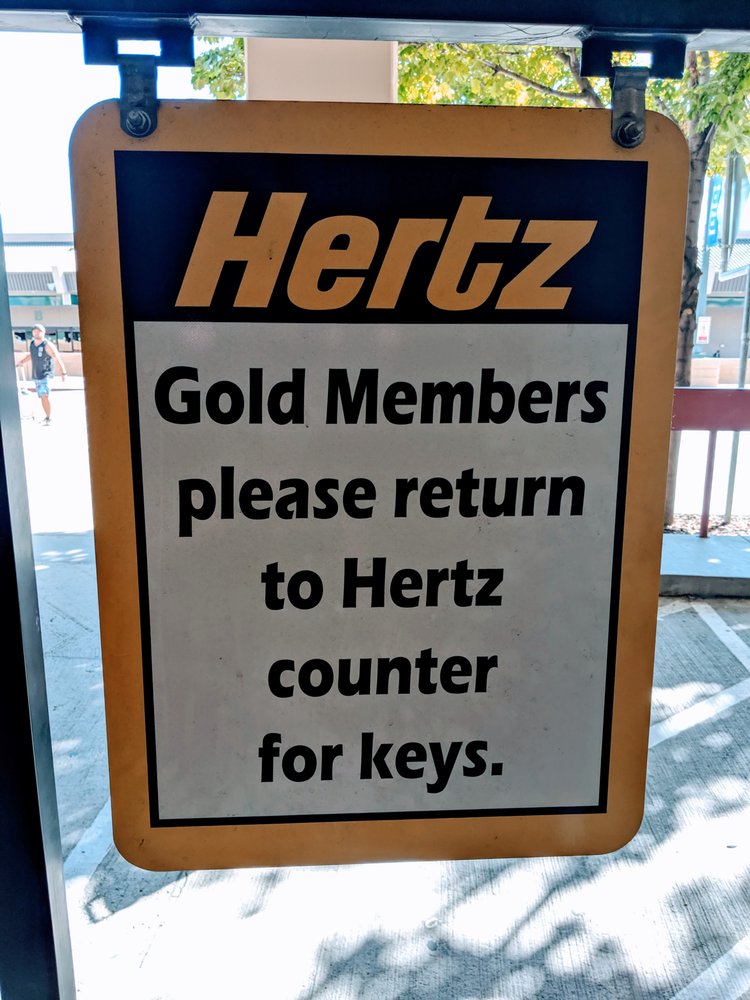 Hertz
Gold Members
please return
to Hertz
counter
for keys.